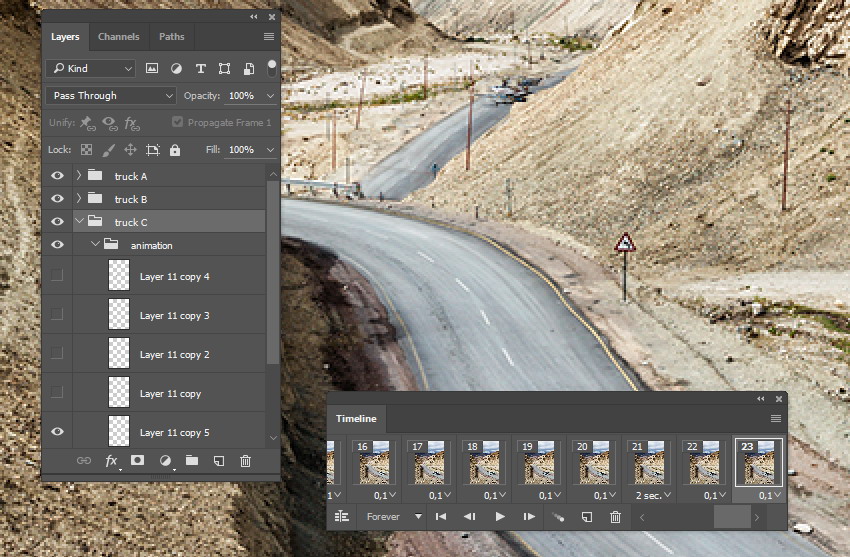 Layers Channels Paths
Kind
Pass Through Opacity: 100%
Unify: Propagate Frame 1
Lock: Fill: 100%
truck A
truck B
truck C
animation
Layer 11 copy 4
Layer 11 copy 3
Layer 11 copy 2
Layer 11 copy
Layer 11 copy 5
fx
Timeline
16 17 18 19 20 21 22 23
0,1 0,1 0,1 0,1 0,1 2 sec. 0,1 0,1
Forever